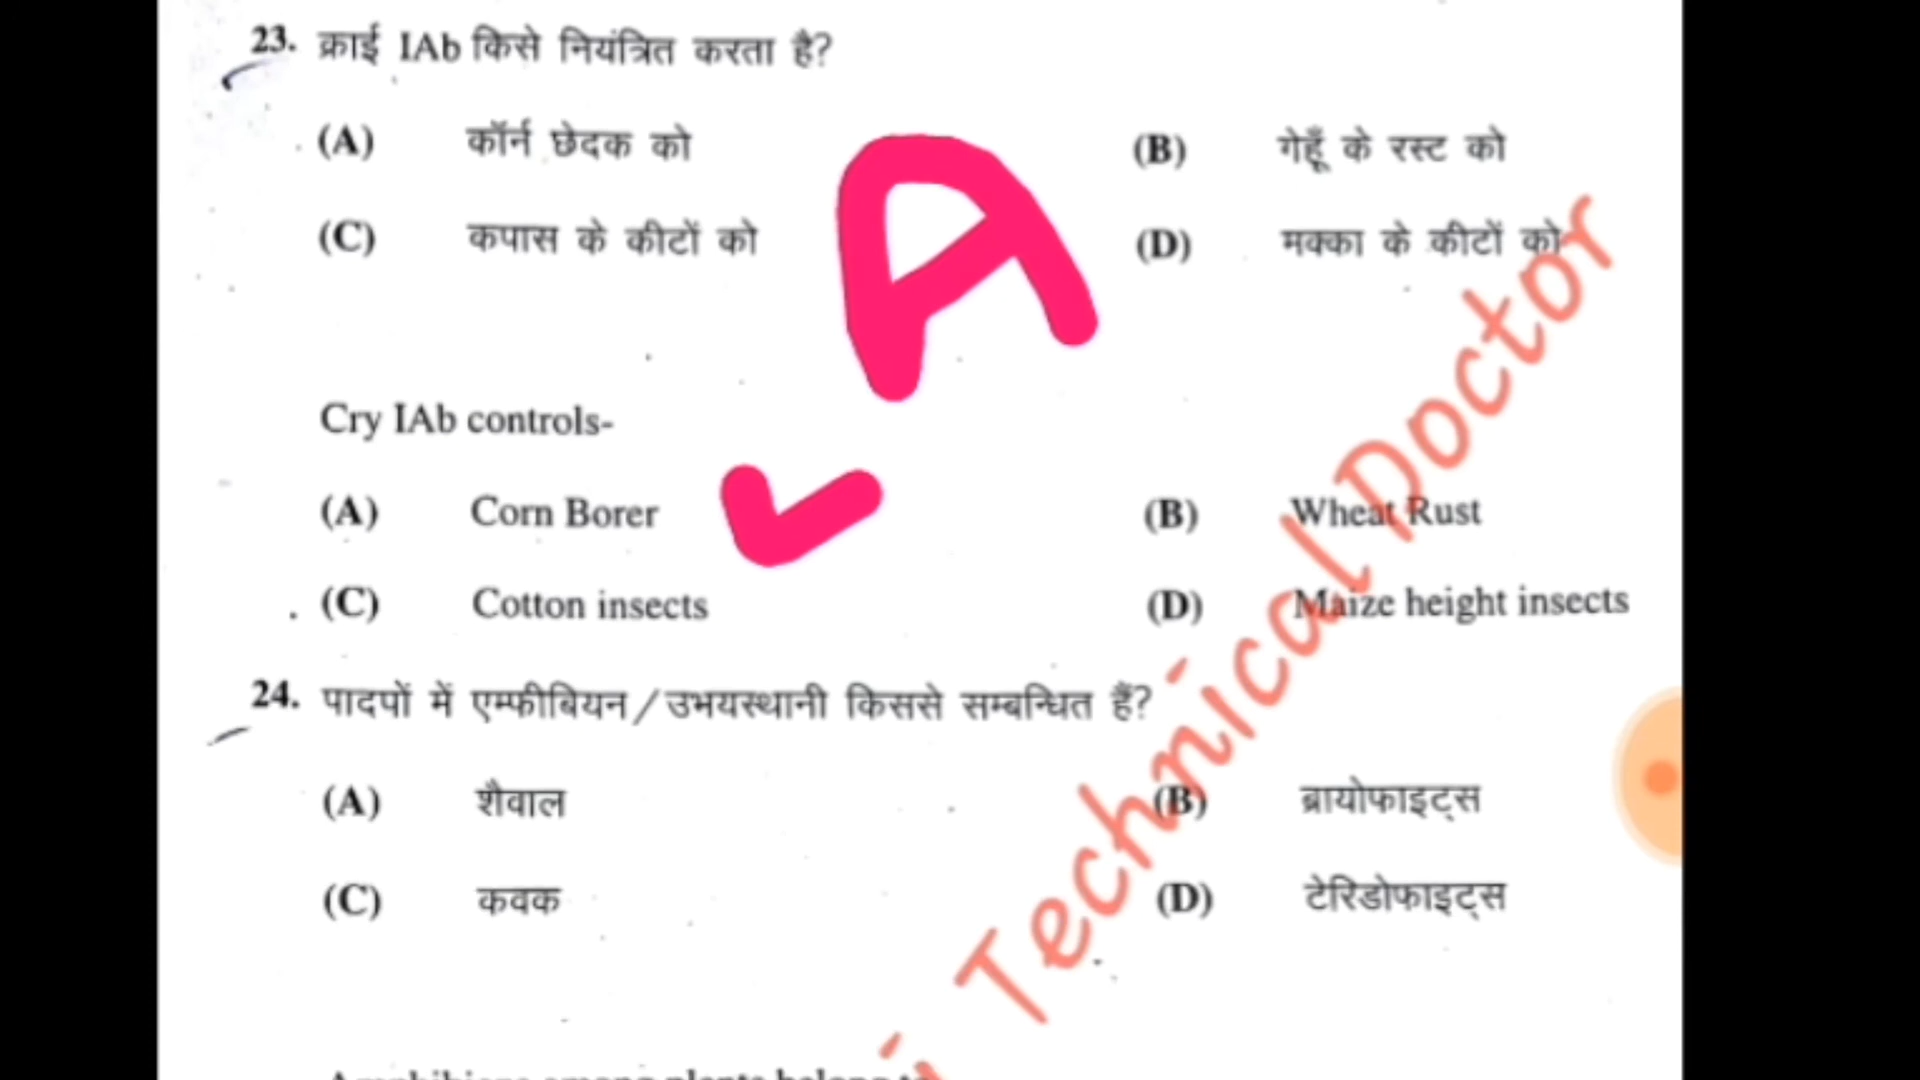 23. क्राई IAb किसे नियंत्रित करता है?
(A) कॉर्न छेदक को (B) गेहूँ के रस्ट को
(C) कपास के कीटों को (D) मक्का के कीटों को
A
Cry IAb controls-
(A) Corn Borer (B) Wheat Rust
(C) Cotton insects (D) Maize height insects
24. पादपों में एम्फीबियन/उभयस्थानी किससे सम्बन्धित हैं?
(A) शैवाल (B) ब्रायोफाइट्स
(C) कवक (D) टेरिडोफाइट्स
Technical Doctor